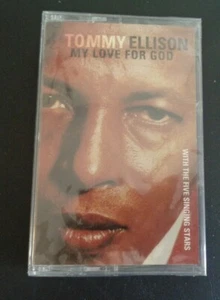 TOMMY ELLISON
MY LOVE FOR GOD
WITH THE FIVE SINGING STARS